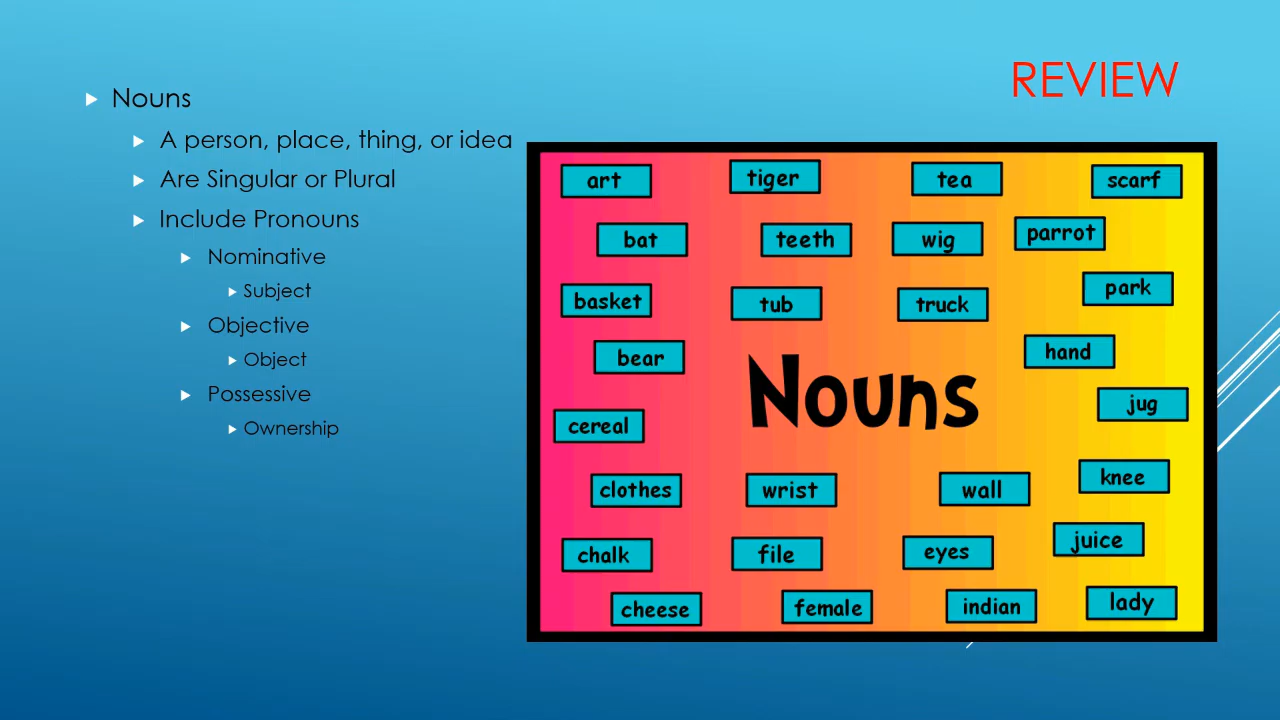 REVIEW
Nouns
A person, place, thing, or idea
Are Singular or Plural
Include Pronouns
Nominative
Subject
Objective
Object
Possessive
Ownership
art
tiger
tea
scarf
bat
teeth
wig
parrot
basket
tub
truck
park
bear
hand
Nouns
jug
cereal
clothes
wrist
wall
knee
chalk
file
eyes
juice
cheese
female
indian
lady